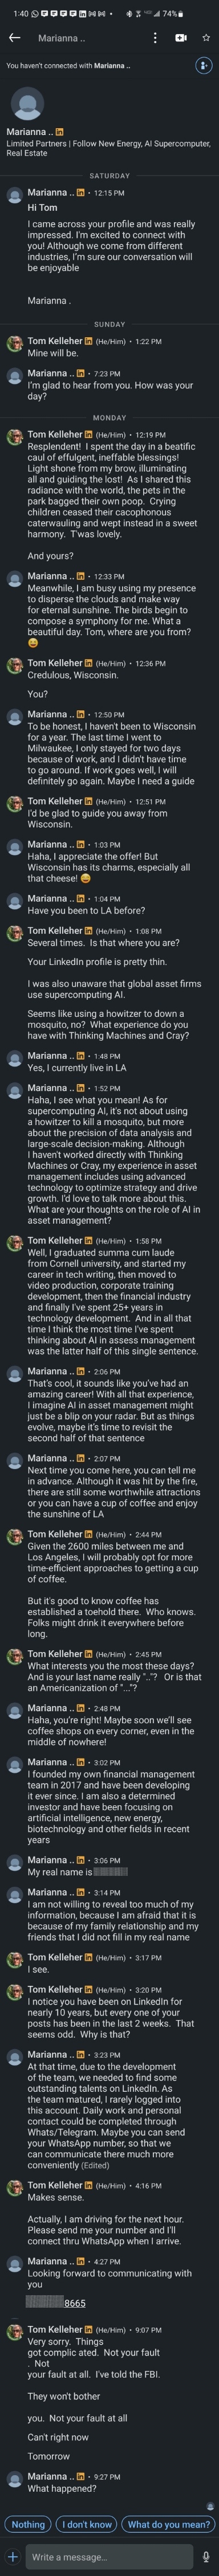 1:40 74%
Marianna ..
You haven't connected with Marianna ..
Marianna ..
Limited Partners | Follow New Energy, AI Supercomputer,
Real Estate
SATURDAY
Marianna .. • 12:15 PM
Hi Tom
I came across your profile and was really
impressed. I'm excited to connect with
you! Although we come from different
industries, I'm sure our conversation will
be enjoyable
Marianna .
SUNDAY
Tom Kelleher (He/Him) • 1:22 PM
Mine will be.
Marianna .. • 7:23 PM
I'm glad to hear from you. How was your
day?
MONDAY
Tom Kelleher (He/Him) • 12:19 PM
Resplendent! I spent the day in a beatific
caul of effulgent, ineffable blessings!
Light shone from my brow, illuminating
all and guiding the lost! As I shared this
radiance with the world, the pets in the
park bagged their own poop. Crying
children ceased their cacophonous
caterwauling and wept instead in a sweet
harmony. T'was lovely.
And yours?
Marianna .. • 12:33 PM
Meanwhile, I am busy using my presence
to disperse the clouds and make way
for eternal sunshine. The birds begin to
compose a symphony for me. What a
beautiful day. Tom, where are you from?
😅
Tom Kelleher (He/Him) • 12:36 PM
Credulous, Wisconsin.
You?
Marianna .. • 12:50 PM
To be honest, I haven't been to Wisconsin
for a year. The last time I went to
Milwaukee, I only stayed for two days
because of work, and I didn't have time
to go around. If work goes well, I will
definitely go again. Maybe I need a guide
Tom Kelleher (He/Him) • 12:51 PM
I'd be glad to guide you away from
Wisconsin.
Marianna .. • 1:03 PM
Haha, I appreciate the offer! But
Wisconsin has its charms, especially all
that cheese! 😅
Marianna .. • 1:04 PM
Have you been to LA before?
Tom Kelleher (He/Him) • 1:08 PM
Several times. Is that where you are?
Your LinkedIn profile is pretty thin.
I was also unaware that global asset firms
use supercomputing AI.
Seems like using a howitzer to down a
mosquito, no? What experience do you
have with Thinking Machines and Cray?
Marianna .. • 1:48 PM
Yes, I currently live in LA
Marianna .. • 1:52 PM
Haha, I see what you mean! As for
supercomputing AI, it's not about using
a howitzer to kill a mosquito, but more
about the precision of data analysis and
large-scale decision-making. Although
I haven't worked directly with Thinking
Machines or Cray, my experience in asset
management includes using advanced
technology to optimize strategy and drive
growth. I'd love to talk more about this.
What are your thoughts on the role of AI in
asset management?
Tom Kelleher (He/Him) • 1:58 PM
Well, I graduated summa cum laude
from Cornell university, and started my
career in tech writing, then moved to
video production, corporate training
development, then the financial industry
and finally I've spent 25+ years in
technology development. And in all that
time I think the most time I've spent
thinking about AI in assess management
was the latter half of this single sentence.
Marianna .. • 2:06 PM
That's cool, it sounds like you've had an
amazing career! With all that experience,
I imagine AI in asset management might
just be a blip on your radar. But as things
evolve, maybe it's time to revisit the
second half of that sentence
Marianna .. • 2:07 PM
Next time you come here, you can tell me
in advance. Although it was hit by the fire,
there are still some worthwhile attractions
or you can have a cup of coffee and enjoy
the sunshine of LA
Tom Kelleher (He/Him) • 2:44 PM
Given the 2600 miles between me and
Los Angeles, I will probably opt for more
time-efficient approaches to getting a cup
of coffee.
But it's good to know coffee has
established a toehold there. Who knows.
Folks might drink it everywhere before
long.
Tom Kelleher (He/Him) • 2:45 PM
What interests you the most these days?
And is your last name really ".."? Or is that
an Americanization of "..."?
Marianna .. • 2:48 PM
Haha, you're right! Maybe soon we'll see
coffee shops on every corner, even in the
middle of nowhere!
Marianna .. • 3:02 PM
I founded my own financial management
team in 2017 and have been developing
it ever since. I am also a determined
investor and have been focusing on
artificial intelligence, new energy,
biotechnology and other fields in recent
years
Marianna .. • 3:06 PM
My real name is
Marianna .. • 3:14 PM
I am not willing to reveal too much of my
information, because I am afraid that it is
because of my family relationship and my
friends that I did not fill in my real name
Tom Kelleher (He/Him) • 3:17 PM
I see.
Tom Kelleher (He/Him) • 3:20 PM
I notice you have been on LinkedIn for
nearly 10 years, but every one of your
posts has been in the last 2 weeks. That
seems odd. Why is that?
Marianna .. • 3:23 PM
At that time, due to the development
of the team, we needed to find some
outstanding talents on LinkedIn. As
the team matured, I rarely logged into
this account. Daily work and personal
contact could be completed through
Whats/Telegram. Maybe you can send
your WhatsApp number, so that we
can communicate there much more
conveniently (Edited)
Tom Kelleher (He/Him) • 4:16 PM
Makes sense.
Actually, I am driving for the next hour.
Please send me your number and I'll
connect thru WhatsApp when I arrive.
Marianna .. • 4:27 PM
Looking forward to communicating with
you
8665
Tom Kelleher (He/Him) • 9:07 PM
Very sorry. Things
got complic ated. Not your fault
. Not
your fault at all. I've told the FBI.
They won't bother
you. Not your fault at all
Can't right now
Tomorrow
Marianna .. • 9:27 PM
What happened?
Nothing
I don't know
What do you mean?
Write a message...